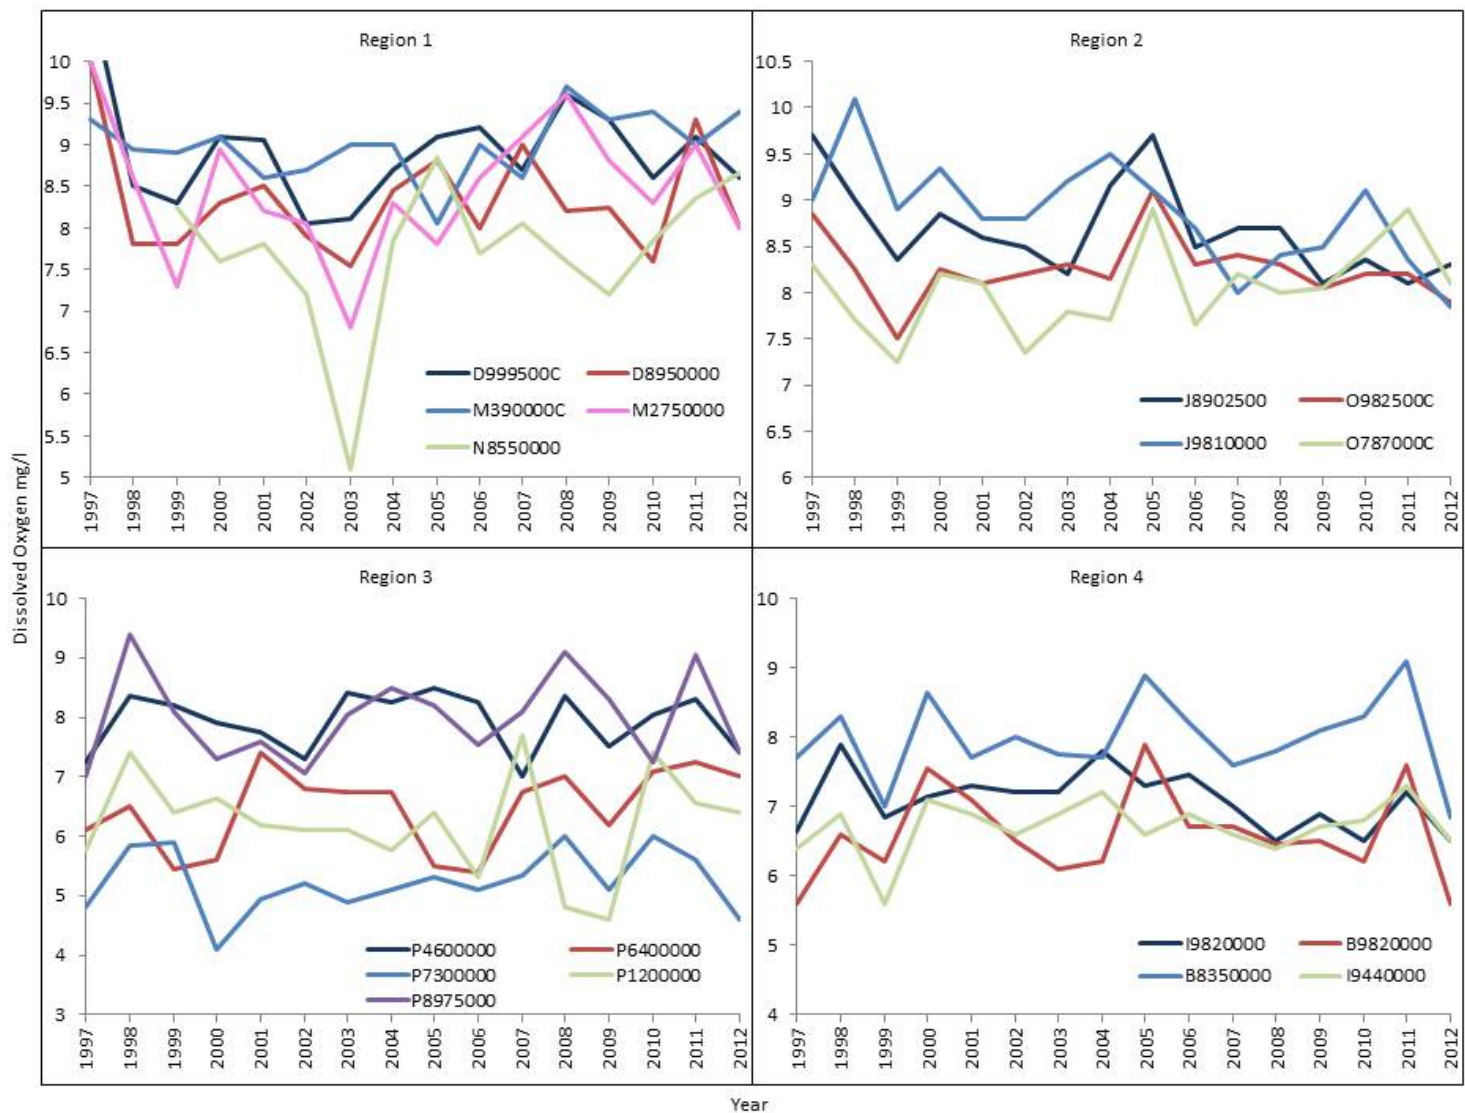 Region 1
10
9.5
9
8.5
8
7.5
7
6.5
6
5.5
5
D999500C D8950000
M390000C M2750000
N8550000
1997 1998 1999 2000 2001 2002 2003 2004 2005 2006 2007 2008 2009 2010 2011 2012
Region 2
10.5
10
9.5
9
8.5
8
7.5
7
6.5
6
J8902500 O982500C
J9810000 O787000C
1997 1998 1999 2000 2001 2002 2003 2004 2005 2006 2007 2008 2009 2010 2011 2012
Dissolved Oxygen mg/l
Region 3
10
9
8
7
6
5
4
3
P4600000 P6400000
P7300000 P1200000
P8975000
1997 1998 1999 2000 2001 2002 2003 2004 2005 2006 2007 2008 2009 2010 2011 2012
Region 4
10
9
8
7
6
5
4
I9820000 B9820000
B8350000 I9440000
1997 1998 1999 2000 2001 2002 2003 2004 2005 2006 2007 2008 2009 2010 2011 2012
Year